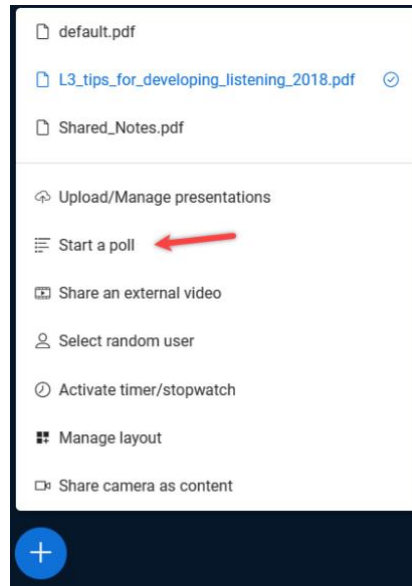 default.pdf
L3_tips_for_developing_listening_2018.pdf
Shared_Notes.pdf
Upload/Manage presentations
Start a poll
Share an external video
Select random user
Activate timer/stopwatch
Manage layout
Share camera as content